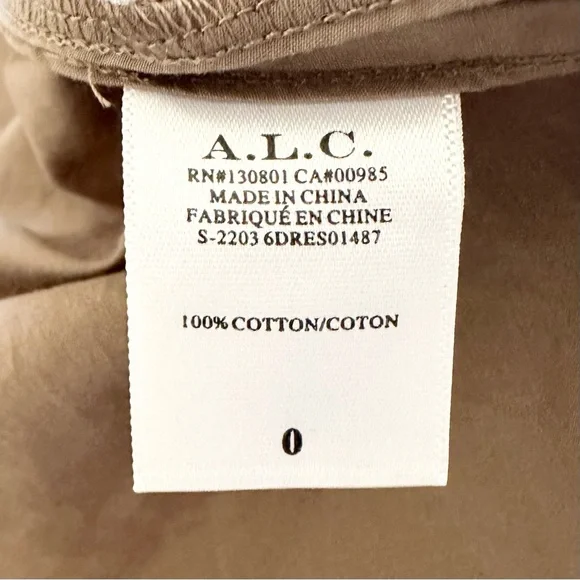 A.L.C.
RN#130801 CA#00985
MADE IN CHINA
FABRIQUÉ EN CHINE
S-2203 6DRES01487
100% COTTON/COTON
0